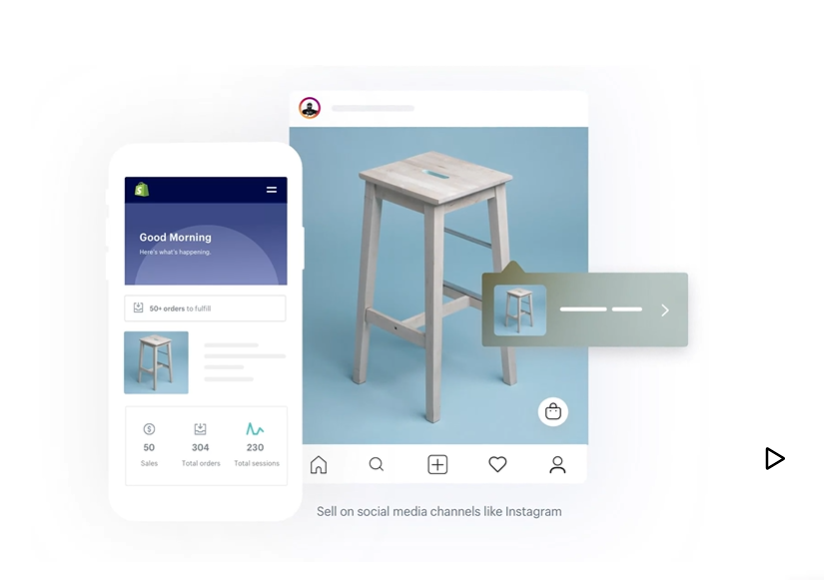 Good Morning
Here's what's happening.
50+ orders to fulfill
50
304
230
Sales
Total orders
Total sessions
Sell on social media channels like Instagram